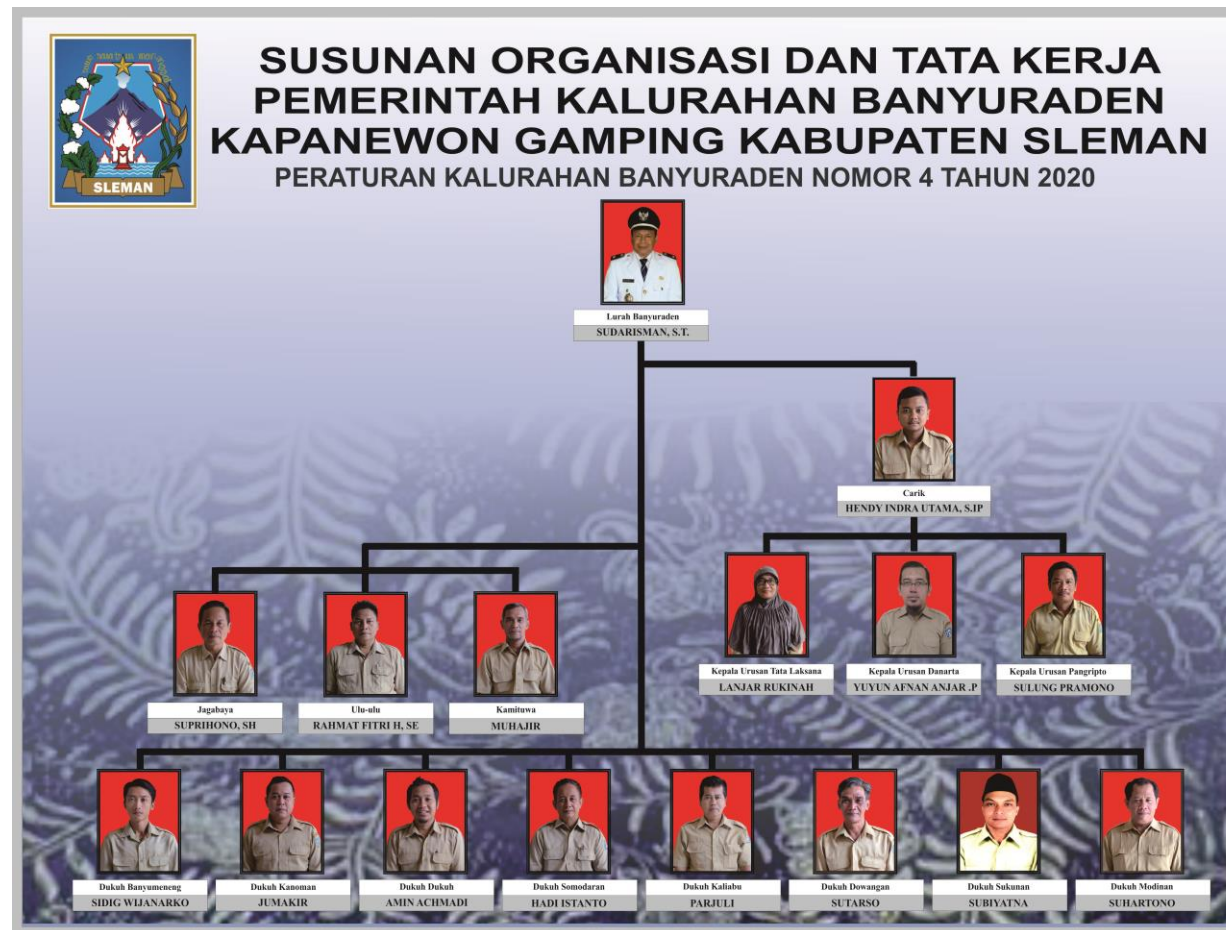 SUSUNAN ORGANISASI DAN TATA KERJA
PEMERINTAH KALURAHAN BANYURADEN
KAPANEWON GAMPING KABUPATEN SLEMAN
PERATURAN KALURAHAN BANYURADEN NOMOR 4 TAHUN 2020
SLEMAN
Lurah Banyuraden
SUDARISMAN, S.T.
Carik
HENDY INDRA UTAMA, S.IP
Kepala Urusan Tata Laksana
LANJAR RUKINAH
Kepala Urusan Danarta
YUYUN AFNAN ANJAR .P
Kepala Urusan Pangripto
SULUNG PRAMONO
Jagabaya
SUPRIHONO, SH
Ulu-ulu
RAHMAT FITRI H, SE
Kamituwa
MUHAJIR
Dukuh Banyumeneng
SIDIG WIJANARKO
Dukuh Kanoman
JUMAKIR
Dukuh Dukuh
AMIN ACHMADI
Dukuh Somodaran
HADI ISTANTO
Dukuh Kaliabu
PARJULI
Dukuh Dowangan
SUTARSO
Dukuh Sukunan
SUBIYATNA
Dukuh Modinan
SUHARTONO